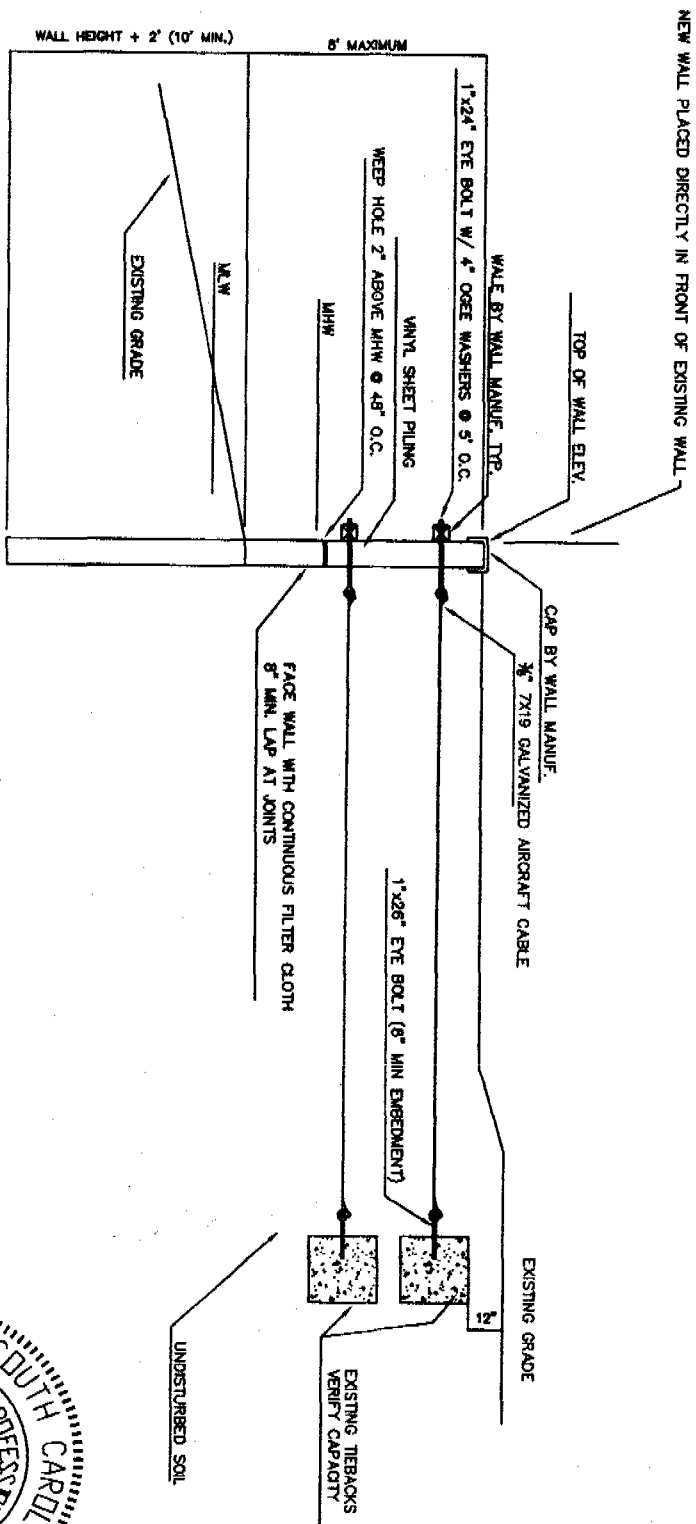 NEW WALL PLACED DIRECTLY IN FRONT OF EXISTING WALL
TOP OF WALL ELEV.
WALE BY WALL MANUF. TYP.
1"x24" EYE BOLT W/ 4" OGEE WASHERS @ 5' O.C.
VINYL SHEET PILING
WEEP HOLE 2" ABOVE MHW @ 48" O.C.
MHW
MLW
EXISTING GRADE
8' MAXIMUM
WALL HEIGHT + 2' (10' MIN.)
CAP BY WALL MANUF.
7X19 GALVANIZED AIRCRAFT CABLE
FACE WALL WITH CONTINUOUS FILTER CLOTH
8" MIN. LAP AT JOINTS
1"x26" EYE BOLT (8" MIN EMBEDMENT)
EXISTING GRADE
12"
EXISTING TIEBACKS
VERIFY CAPACITY
UNDISTURBED SOIL
SOUTH CAROL